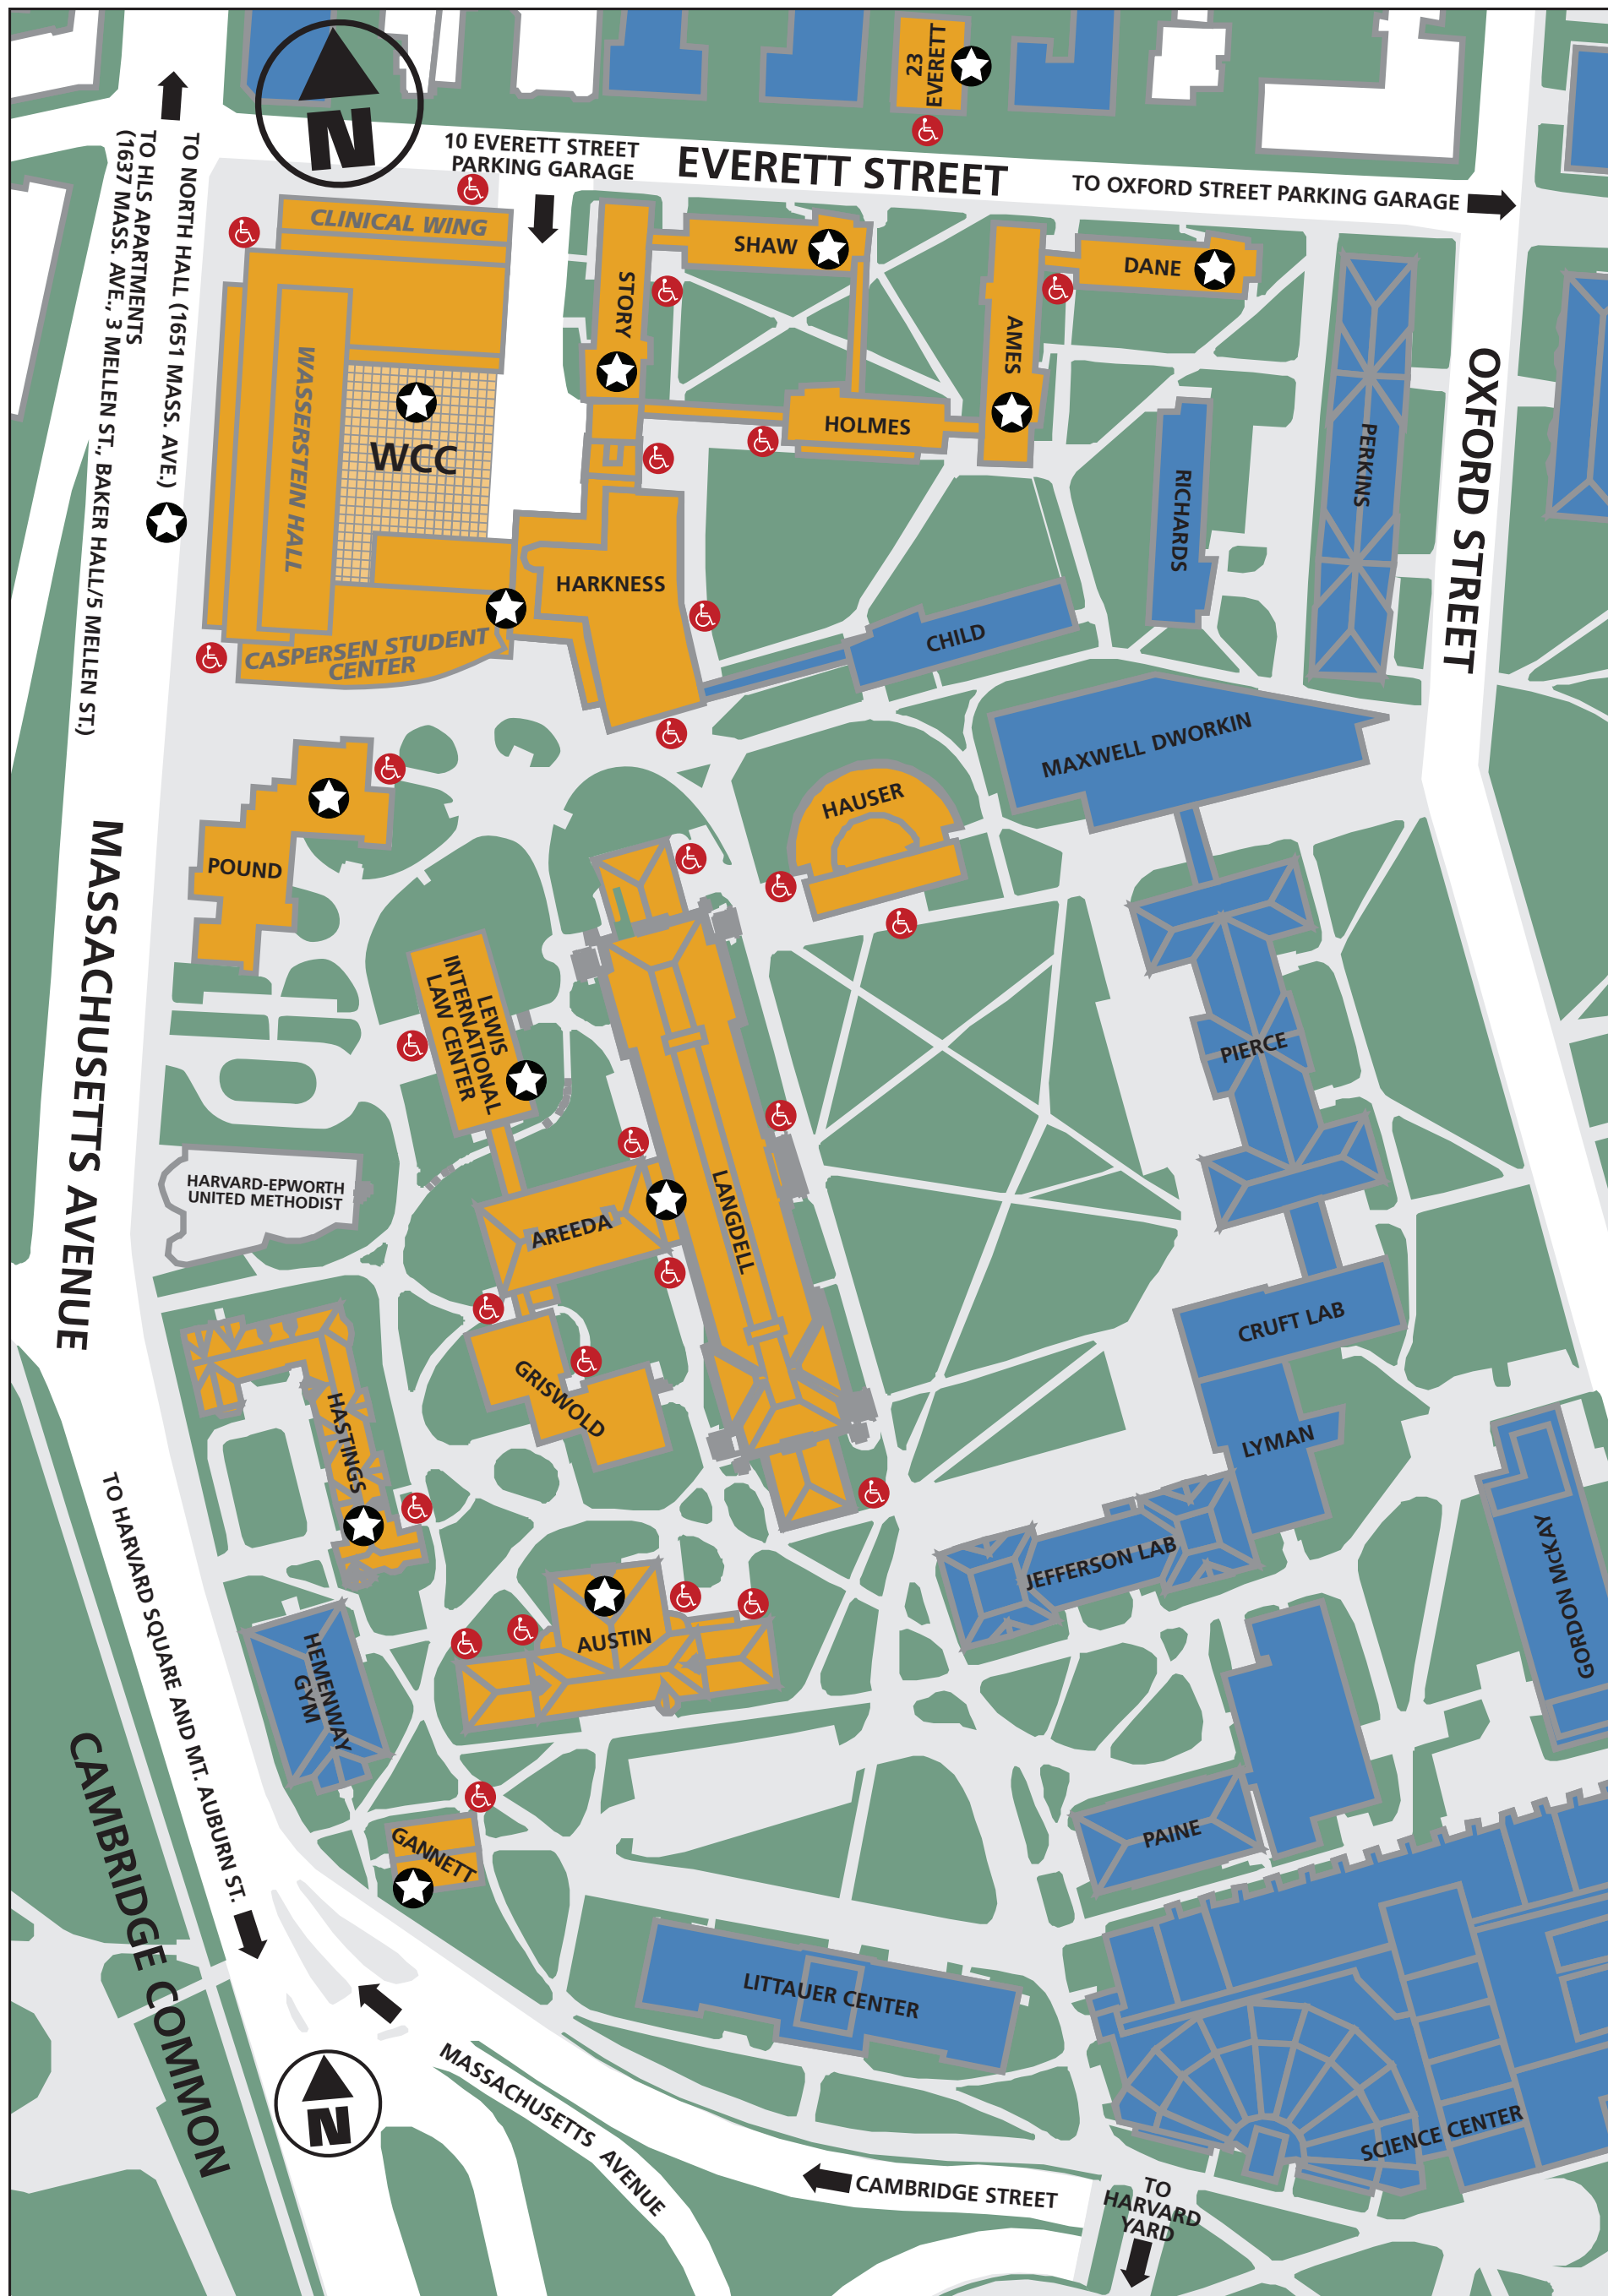 23
EVERETT
N
10 EVERETT STREET
PARKING GARAGE
EVERETT STREET
TO OXFORD STREET PARKING GARAGE
TO NORTH HALL (1651 MASS. AVE.)
TO HLS APARTMENTS
(1637 MASS. AVE., 3 MELLEN ST., BAKER HALL/5 MELLEN ST.)
CLINICAL WING
STORY
SHAW
AMES
DANE
WASSERSTEIN HALL
WCC
HOLMES
RICHARDS
PERKINS
OXFORD STREET
HARKNESS
CASPERSEN STUDENT
CENTER
CHILD
MAXWELL DWORKIN
HAUSER
POUND
MASSACHUSETTS AVENUE
LEWIS
INTERNATIONAL
LAW CENTER
PIERCE
HARVARD-EPWORTH
UNITED METHODIST
AREEDA
LANGDELL
CRUFT LAB
GRISWOLD
HASTINGS
LYMAN
TO HARVARD SQUARE AND MT. AUBURN ST.
JEFFERSON LAB
GORDON MCKAY
AUSTIN
HEMENWAY
GYM
CAMBRIDGE COMMON
PAINE
GANNETT
LITTAUER CENTER
N
MASSACHUSETTS AVENUE
SCIENCE CENTER
CAMBRIDGE STREET
TO
HARVARD
YARD